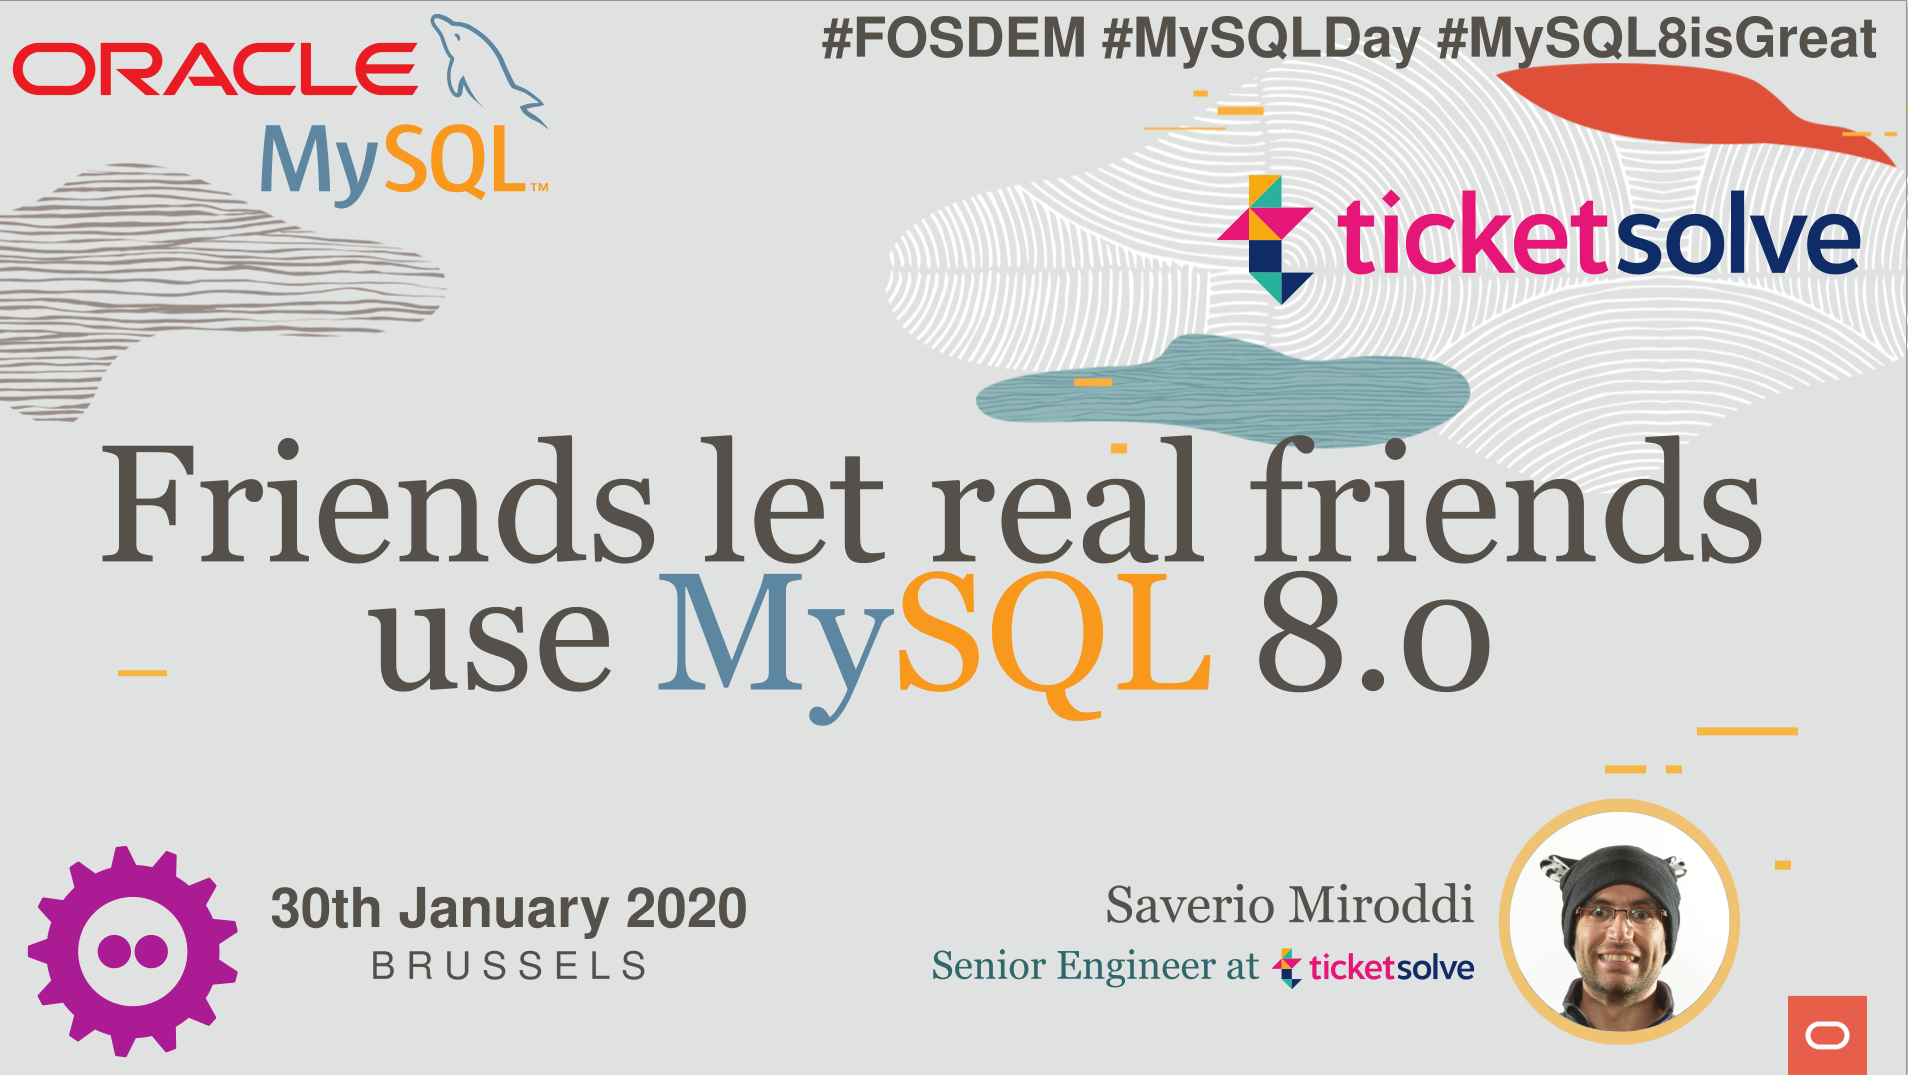 ORACLE
MySQL™
#FOSDEM #MySQLDay #MySQL8isGreat
ticketsolve
Friends let real friends
use MySQL 8.0
30th January 2020
BRUSSELS
Saverio Miroddi
Senior Engineer at ticketsolve